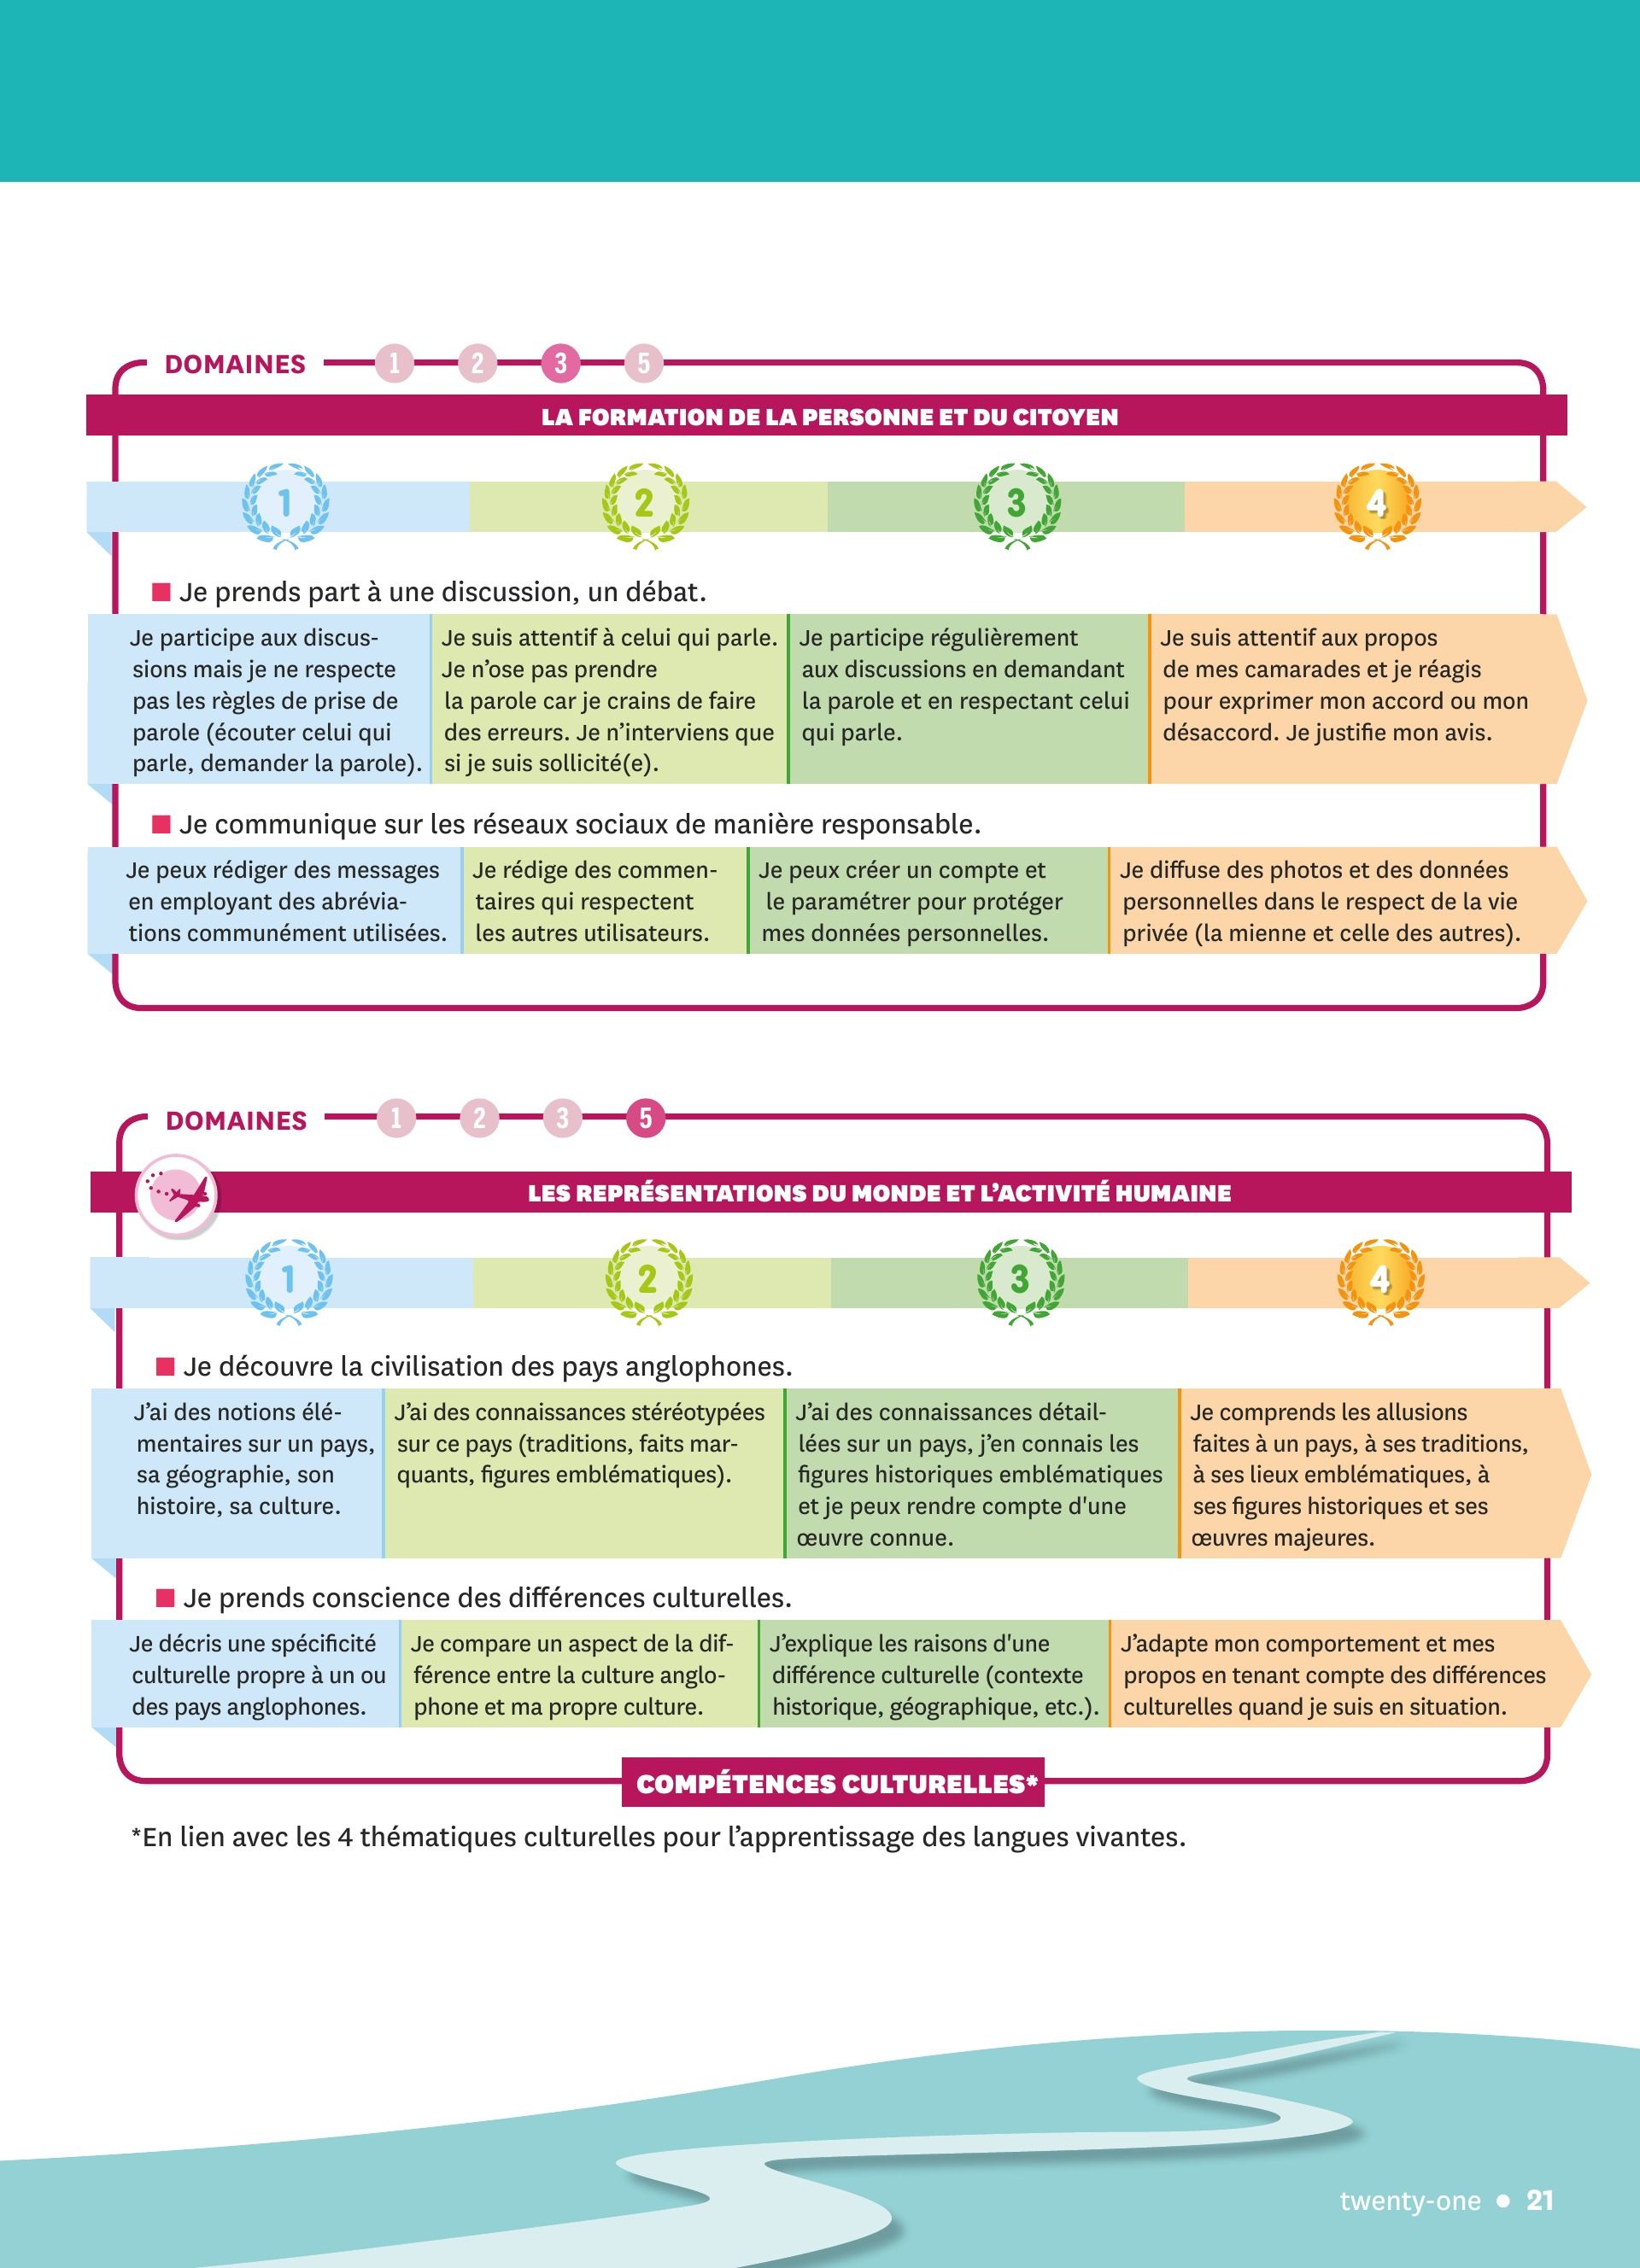 DOMAINES 1 2 3 5
LA FORMATION DE LA PERSONNE ET DU CITOYEN
1 2 3 4
Je prends part à une discussion, un débat.
Je participe aux discus-
sions mais je ne respecte
pas les règles de prise de
parole (écouter celui qui
parle, demander la parole).
Je suis attentif à celui qui parle.
Je n’ose pas prendre
la parole car je crains de faire
des erreurs. Je n’interviens que
si je suis sollicité(e).
Je participe régulièrement
aux discussions en demandant
la parole et en respectant celui
qui parle.
Je suis attentif aux propos
de mes camarades et je réagis
pour exprimer mon accord ou mon
désaccord. Je justifie mon avis.
Je communique sur les réseaux sociaux de manière responsable.
Je peux rédiger des messages
en employant des abrévia-
tions communément utilisées.
Je rédige des commen-
taires qui respectent
les autres utilisateurs.
Je peux créer un compte et
le paramétrer pour protéger
mes données personnelles.
Je diffuse des photos et des données
personnelles dans le respect de la vie
privée (la mienne et celle des autres).
DOMAINES 1 2 3 5
LES REPRÉSENTATIONS DU MONDE ET L’ACTIVITÉ HUMAINE
1 2 3 4
Je découvre la civilisation des pays anglophones.
J’ai des notions élé-
mentaires sur un pays,
sa géographie, son
histoire, sa culture.
J’ai des connaissances stéréotypées
sur ce pays (traditions, faits mar-
quants, figures emblématiques).
J’ai des connaissances détail-
lées sur un pays, j’en connais les
figures historiques emblématiques
et je peux rendre compte d'une
œuvre connue.
Je comprends les allusions
faites à un pays, à ses traditions,
à ses lieux emblématiques, à
ses figures historiques et ses
œuvres majeures.
Je prends conscience des différences culturelles.
Je décris une spécificité
culturelle propre à un ou
des pays anglophones.
Je compare un aspect de la dif-
férence entre la culture anglo-
phone et ma propre culture.
J’explique les raisons d'une
différence culturelle (contexte
historique, géographique, etc.).
J’adapte mon comportement et mes
propos en tenant compte des différences
culturelles quand je suis en situation.
COMPÉTENCES CULTURELLES*
*En lien avec les 4 thématiques culturelles pour l’apprentissage des langues vivantes.
twenty-one • 21